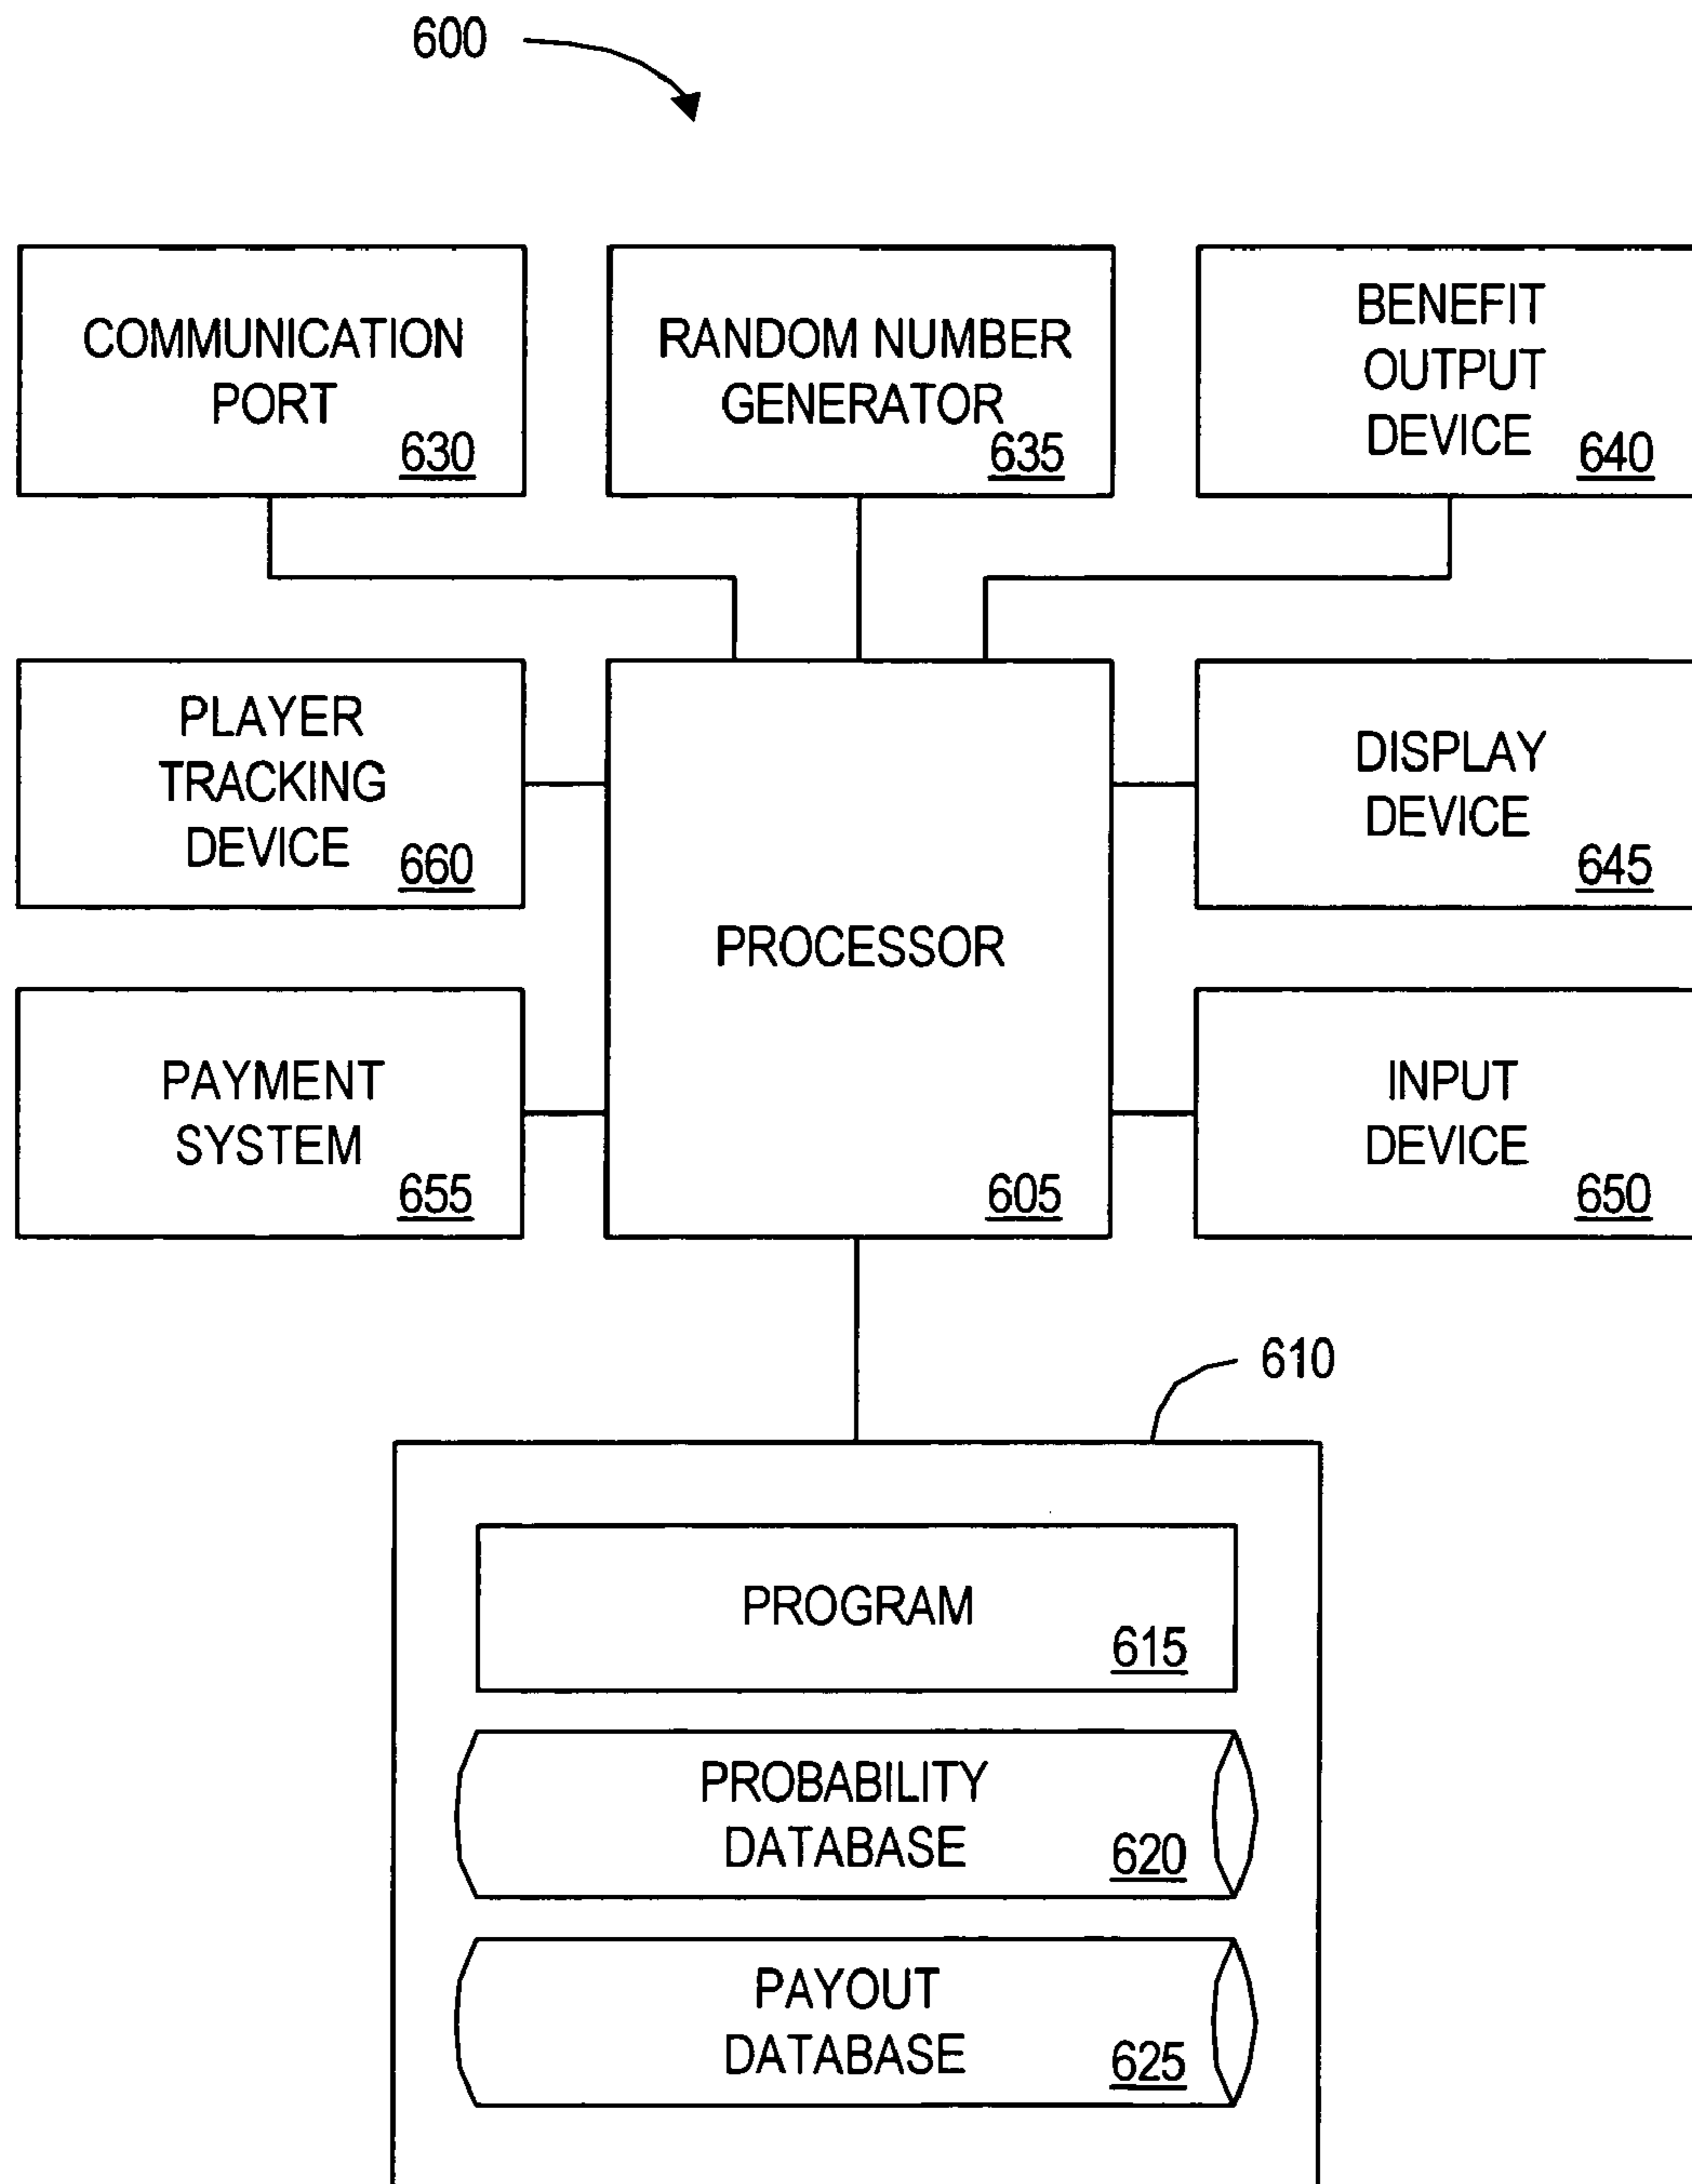 600
COMMUNICATION
PORT
630
RANDOM NUMBER
GENERATOR
635
BENEFIT
OUTPUT
DEVICE
640
PLAYER
TRACKING
DEVICE
660
PROCESSOR
605
DISPLAY
DEVICE
645
PAYMENT
SYSTEM
655
INPUT
DEVICE
650
610
PROGRAM
615
PROBABILITY
DATABASE
620
PAYOUT
DATABASE
625